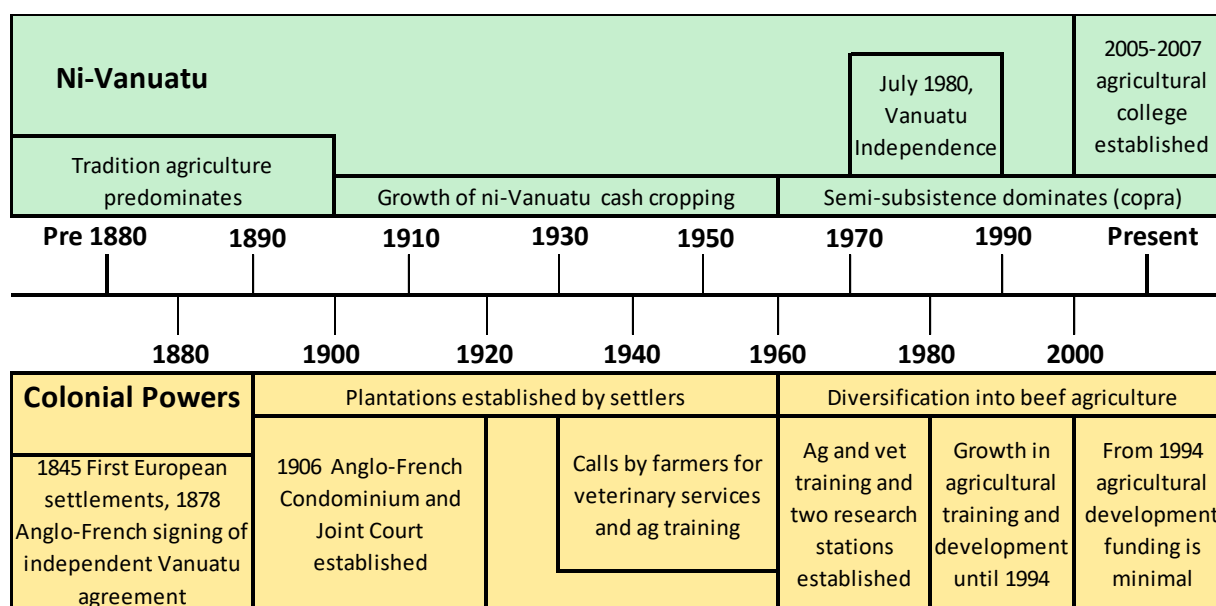 Ni-Vanuatu
Tradition agriculture
predominates
Growth of ni-Vanuatu cash cropping
July 1980,
Vanuatu
Independence
Semi-subsistence dominates (copra)
2005-2007
agricultural
college
established
Pre 1880
1890
1910
1930
1950
1970
1990
Present
1880
1900
1920
1940
1960
1980
2000
Colonial Powers
1845 First European
settlements, 1878
Anglo-French signing of
independent Vanuatu
agreement
Plantations established by settlers
1906 Anglo-French
Condominium and
Joint Court
established
Calls by farmers for
veterinary services
and ag training
Diversification into beef agriculture
Ag and vet
training and
two research
stations
established
Growth in
agricultural
training and
development
until 1994
From 1994
agricultural
development
funding is
minimal